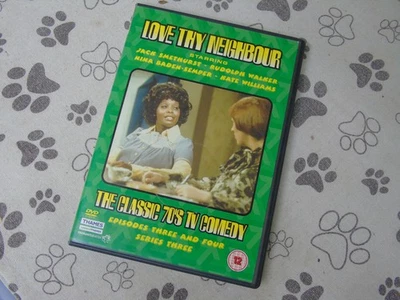 LOVE THY NEIGHBOUR
STARRING
JACK SMETHURST - RUDOLPH WALKER
NINA BADEN-SEMPER - KATE WILLIAMS
THE CLASSIC 70'S TV COMEDY
EPISODES THREE AND FOUR
SERIES THREE
DVD
THAMES
12